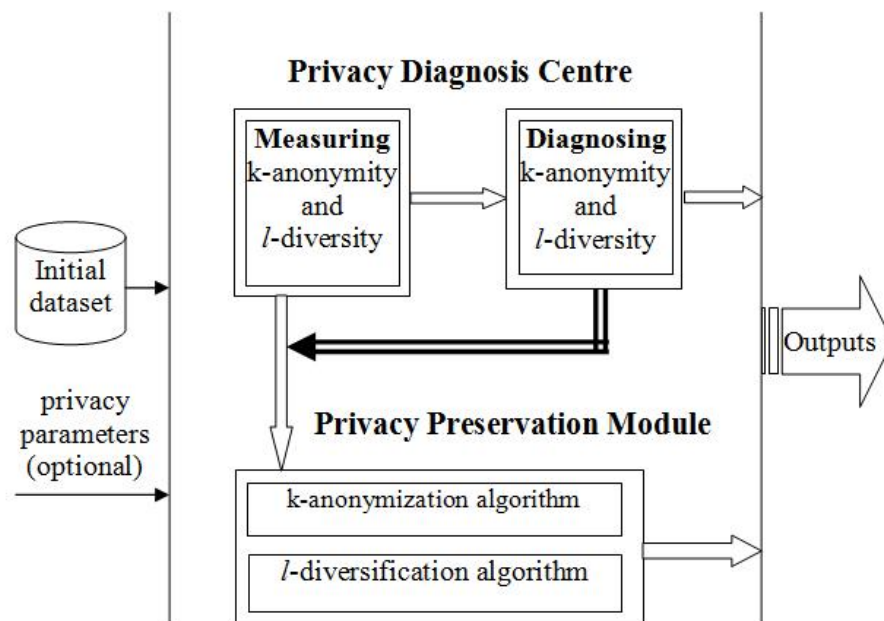 Privacy Diagnosis Centre
Measuring
k-anonymity
and
l-diversity
Diagnosing
k-anonymity
and
l-diversity
Initial
dataset
Outputs
privacy
parameters
(optional)
Privacy Preservation Module
k-anonymization algorithm
l-diversification algorithm